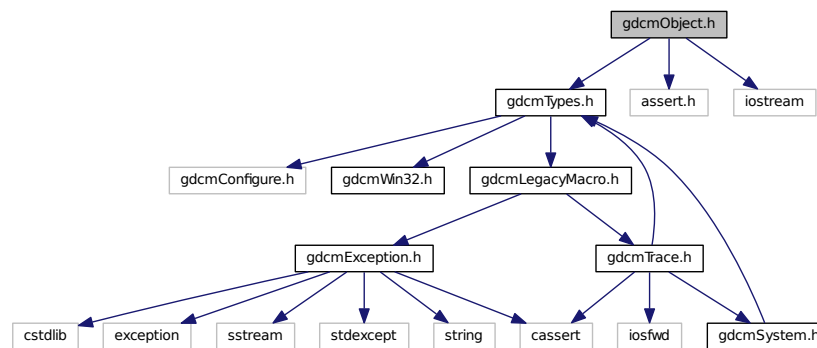 gdcmObject.h
gdcmTypes.h
assert.h
iostream
gdcmConfigure.h
gdcmWin32.h
gdcmLegacyMacro.h
gdcmException.h
gdcmTrace.h
cstdlib
exception
sstream
stdexcept
string
cassert
iosfwd
gdcmSystem.h